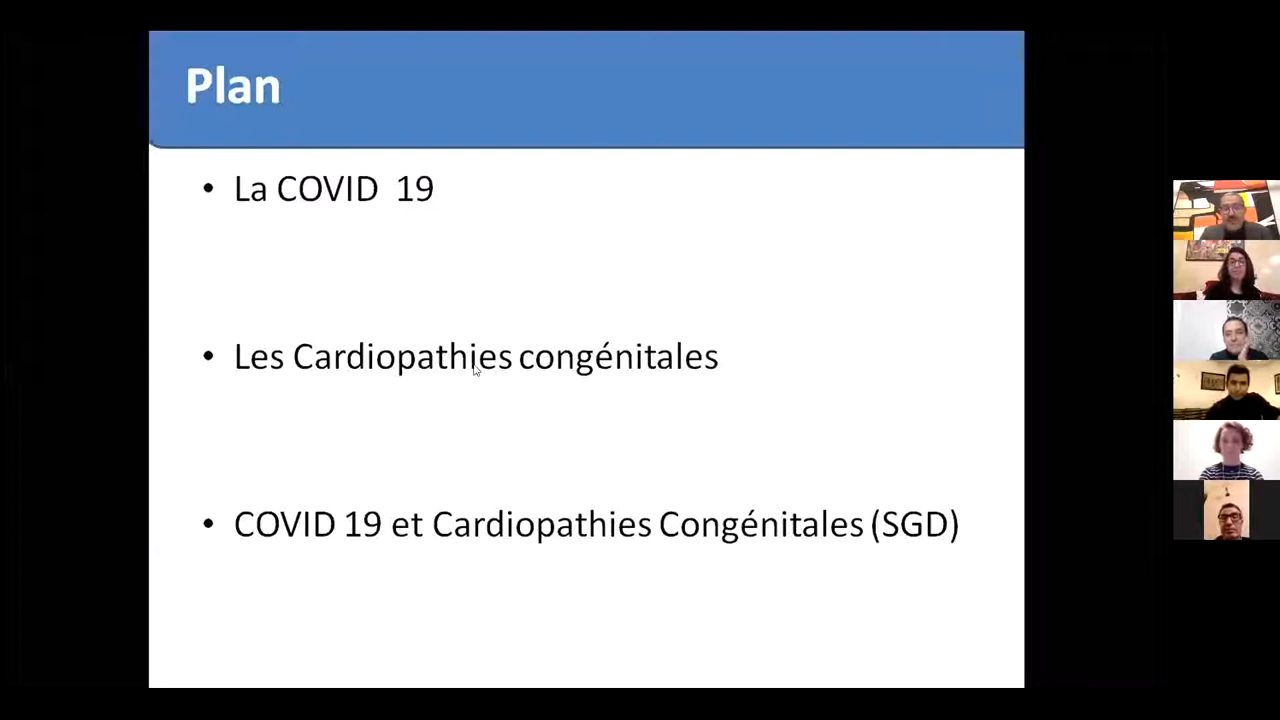 Plan
• La COVID 19
• Les Cardiopathies congénitales
• COVID 19 et Cardiopathies Congénitales (SGD)